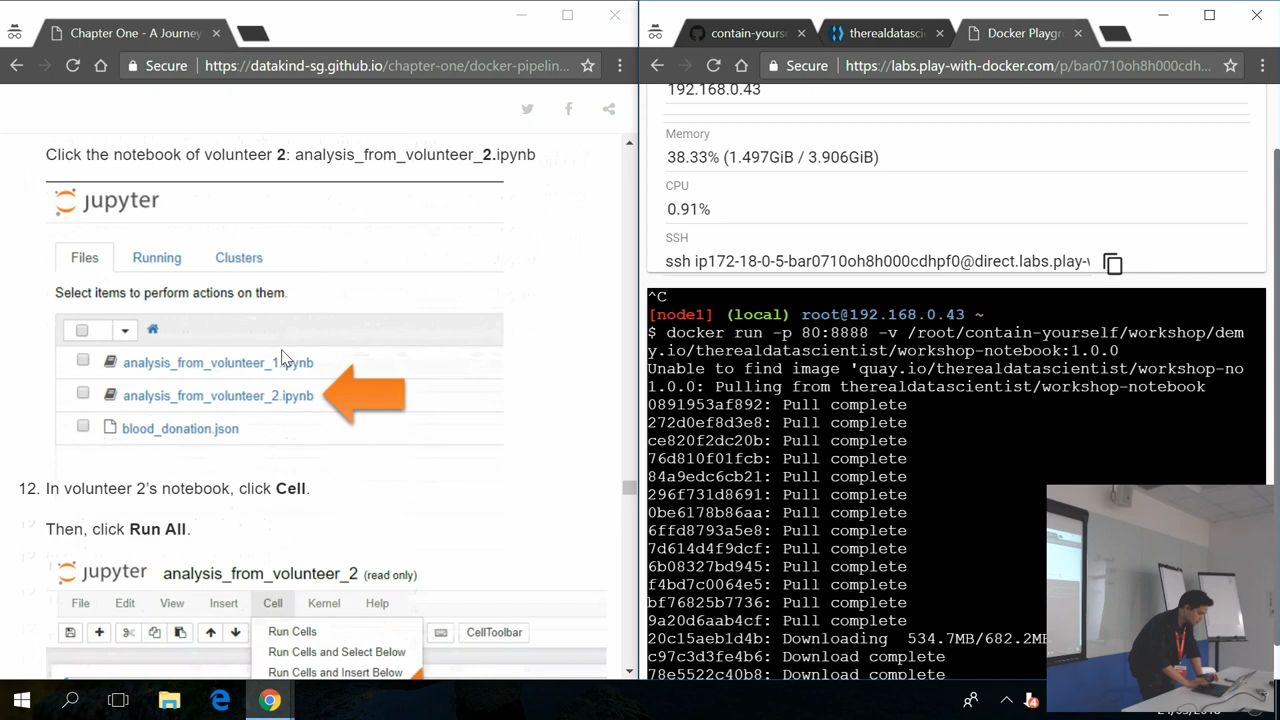 Chapter One - A Journey
Secure https://datakind-sg.github.io/chapter-one/docker-pipelin...
Click the notebook of volunteer 2: analysis_from_volunteer_2.ipynb
jupyter
Files Running Clusters
Select items to perform actions on them.
analysis_from_volunteer_1.ipynb
analysis_from_volunteer_2.ipynb
blood_donation.json
12. In volunteer 2's notebook, click Cell.
Then, click Run All.
jupyter analysis_from_volunteer_2 (read only)
File Edit View Insert Cell Kernel Help
CellToolbar
Run Cells
Run Cells and Select Below
Run Cells and Insert Below
contain-yourse
therealdatasci
Docker Playgr
Secure https://labs.play-with-docker.com/p/bar0710oh8h000cdh...
192.168.0.43
Memory
38.33% (1.497GiB / 3.906GiB)
CPU
0.91%
SSH
ssh ip172-18-0-5-bar0710oh8h000cdhpf0@direct.labs.play-
^C
[node1] (local) root@192.168.0.43 ~
$ docker run -p 80:8888 -v /root/contain-yourself/workshop/dem
y.io/therealdatascientist/workshop-notebook:1.0.0
Unable to find image 'quay.io/therealdatascientist/workshop-no
1.0.0: Pulling from therealdatascientist/workshop-notebook
0891953af892: Pull complete
272d0ef8d3e8: Pull complete
ce820f2dc20b: Pull complete
76d810f01fcb: Pull complete
84a9edc6cb21: Pull complete
296f731d8691: Pull complete
0be6178b86aa: Pull complete
6ffd8793a5e8: Pull complete
7d614d4f9dcf: Pull complete
6b08327bd945: Pull complete
f4bd7c0064e5: Pull complete
bf76825b7736: Pull complete
9a20d6aab4cf: Pull complete
20c15aeb1d4b: Downloading 534.7MB/682.2MB
c97c3d3fe4b6: Download complete
78e5522c40b8: Download complete